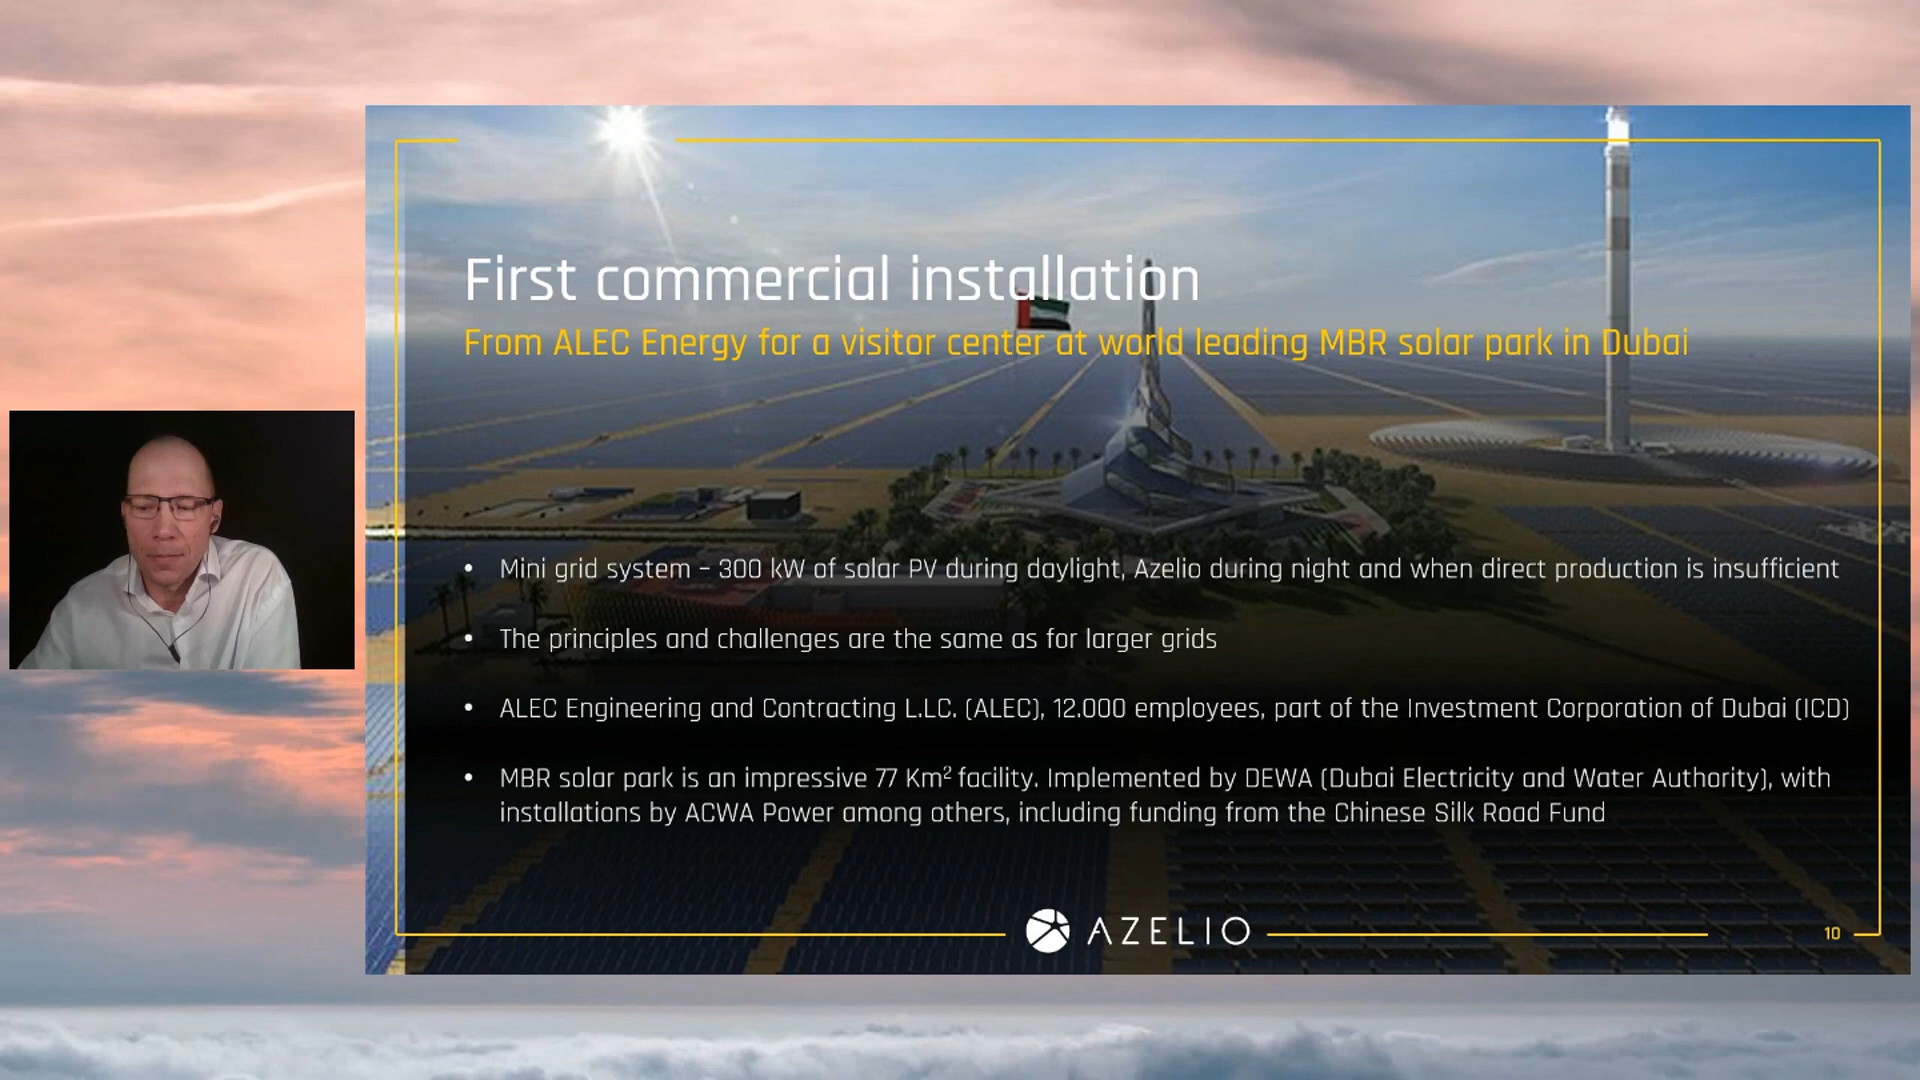 First commercial installation
From ALEC Energy for a visitor center at world leading MBR solar park in Dubai
• Mini grid system – 300 kW of solar PV during daylight, Azelio during night and when direct production is insufficient
• The principles and challenges are the same as for larger grids
• ALEC Engineering and Contracting L.LC. (ALEC), 12.000 employees, part of the Investment Corporation of Dubai (ICD)
• MBR solar park is an impressive 77 Km² facility. Implemented by DEWA (Dubai Electricity and Water Authority), with
installations by ACWA Power among others, including funding from the Chinese Silk Road Fund
AZELIO
10